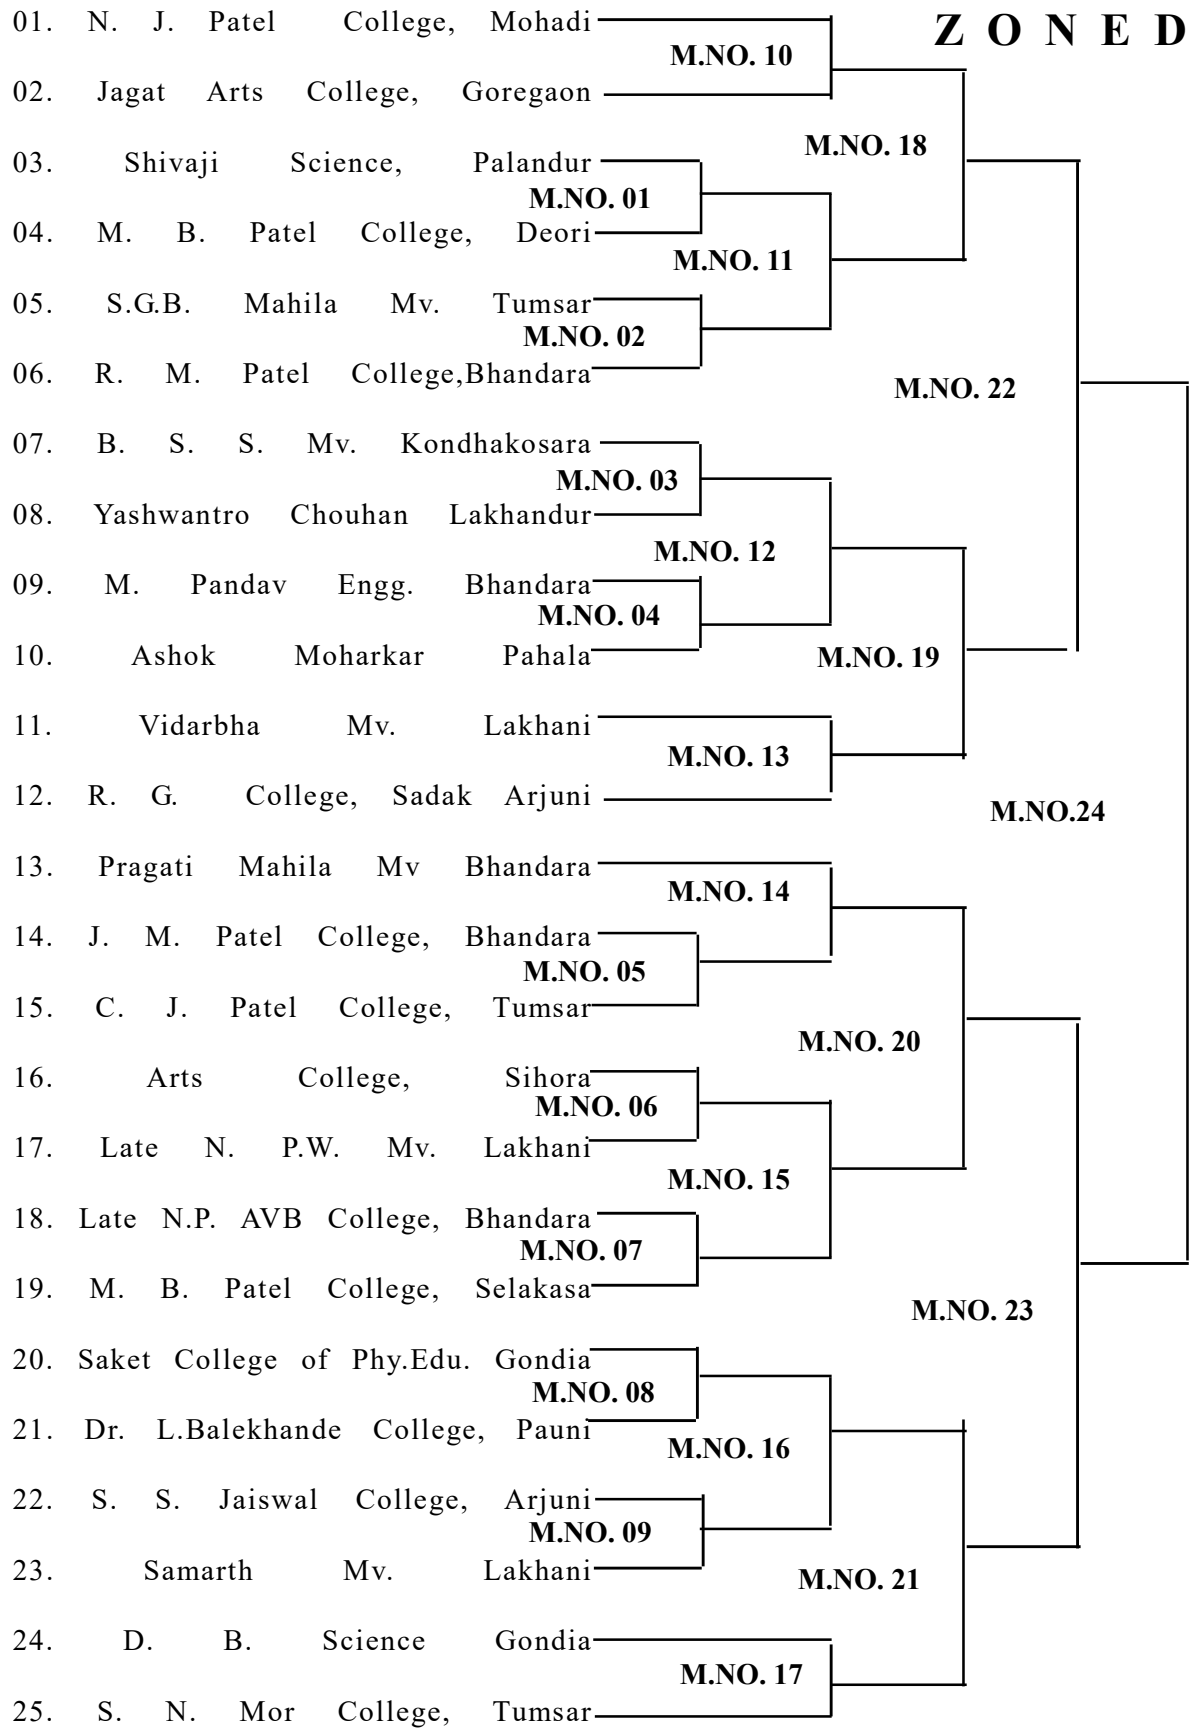 Z O N E D
01. N. J. Patel College, Mohadi
M.NO. 10
02. Jagat Arts College, Goregaon
M.NO. 18
03. Shivaji Science, Palandur
M.NO. 01
04. M. B. Patel College, Deori
M.NO. 11
05. S.G.B. Mahila Mv. Tumsar
M.NO. 02
06. R. M. Patel College,Bhandara
M.NO. 22
07. B. S. S. Mv. Kondhakosara
M.NO. 03
08. Yashwantro Chouhan Lakhandur
M.NO. 12
09. M. Pandav Engg. Bhandara
M.NO. 04
10. Ashok Moharkar Pahala
M.NO. 19
11. Vidarbha Mv. Lakhani
M.NO. 13
12. R. G. College, Sadak Arjuni
M.NO.24
13. Pragati Mahila Mv Bhandara
M.NO. 14
14. J. M. Patel College, Bhandara
M.NO. 05
15. C. J. Patel College, Tumsar
M.NO. 20
16. Arts College, Sihora
M.NO. 06
17. Late N. P.W. Mv. Lakhani
M.NO. 15
18. Late N.P. AVB College, Bhandara
M.NO. 07
19. M. B. Patel College, Selakasa
M.NO. 23
20. Saket College of Phy.Edu. Gondia
M.NO. 08
21. Dr. L.Balekhande College, Pauni
M.NO. 16
22. S. S. Jaiswal College, Arjuni
M.NO. 09
23. Samarth Mv. Lakhani
M.NO. 21
24. D. B. Science Gondia
M.NO. 17
25. S. N. Mor College, Tumsar